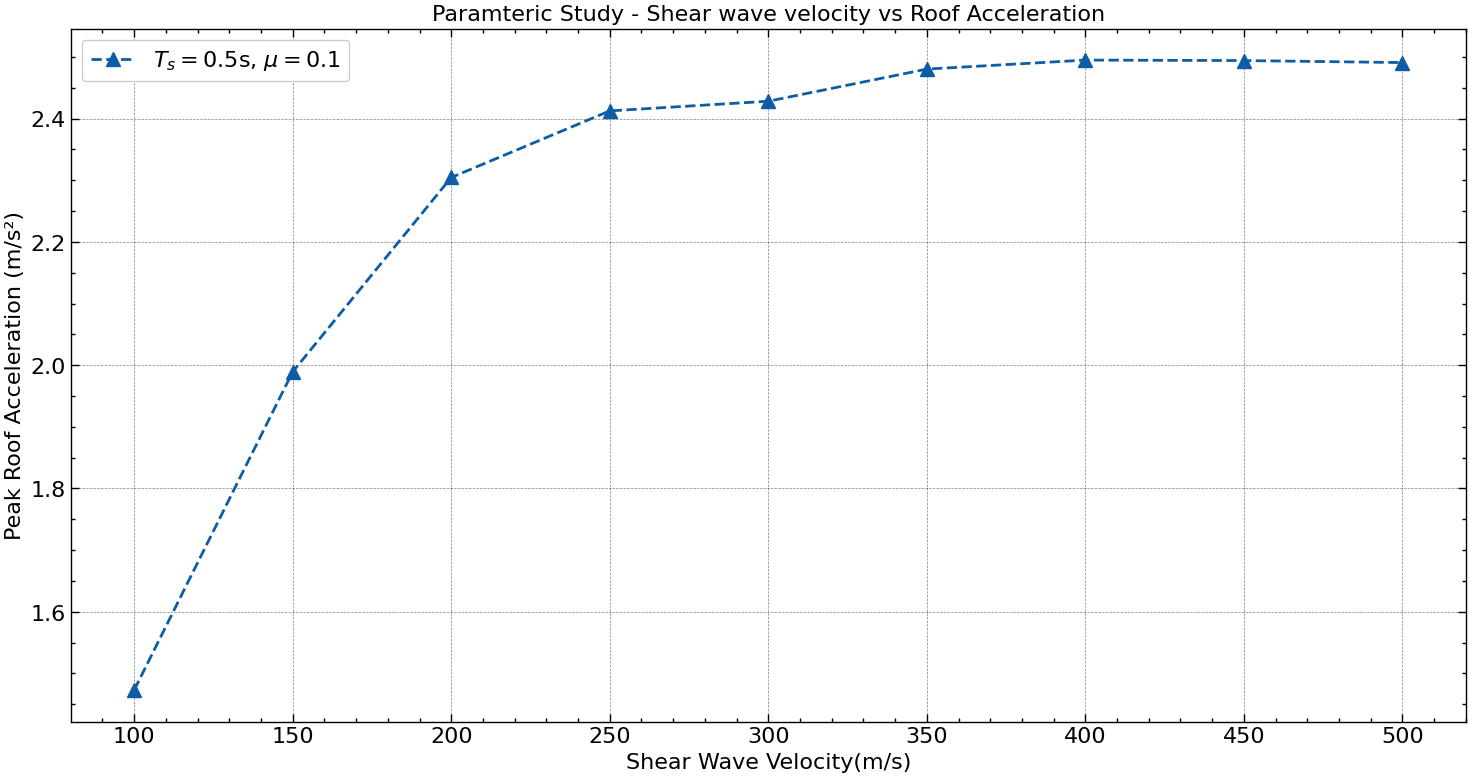 Paramteric Study - Shear wave velocity vs Roof Acceleration
$T_s = 0.5$s, $\mu = 0.1$
Peak Roof Acceleration (m/s²)
2.4
2.2
2.0
1.8
1.6
100 150 200 250 300 350 400 450 500
Shear Wave Velocity(m/s)